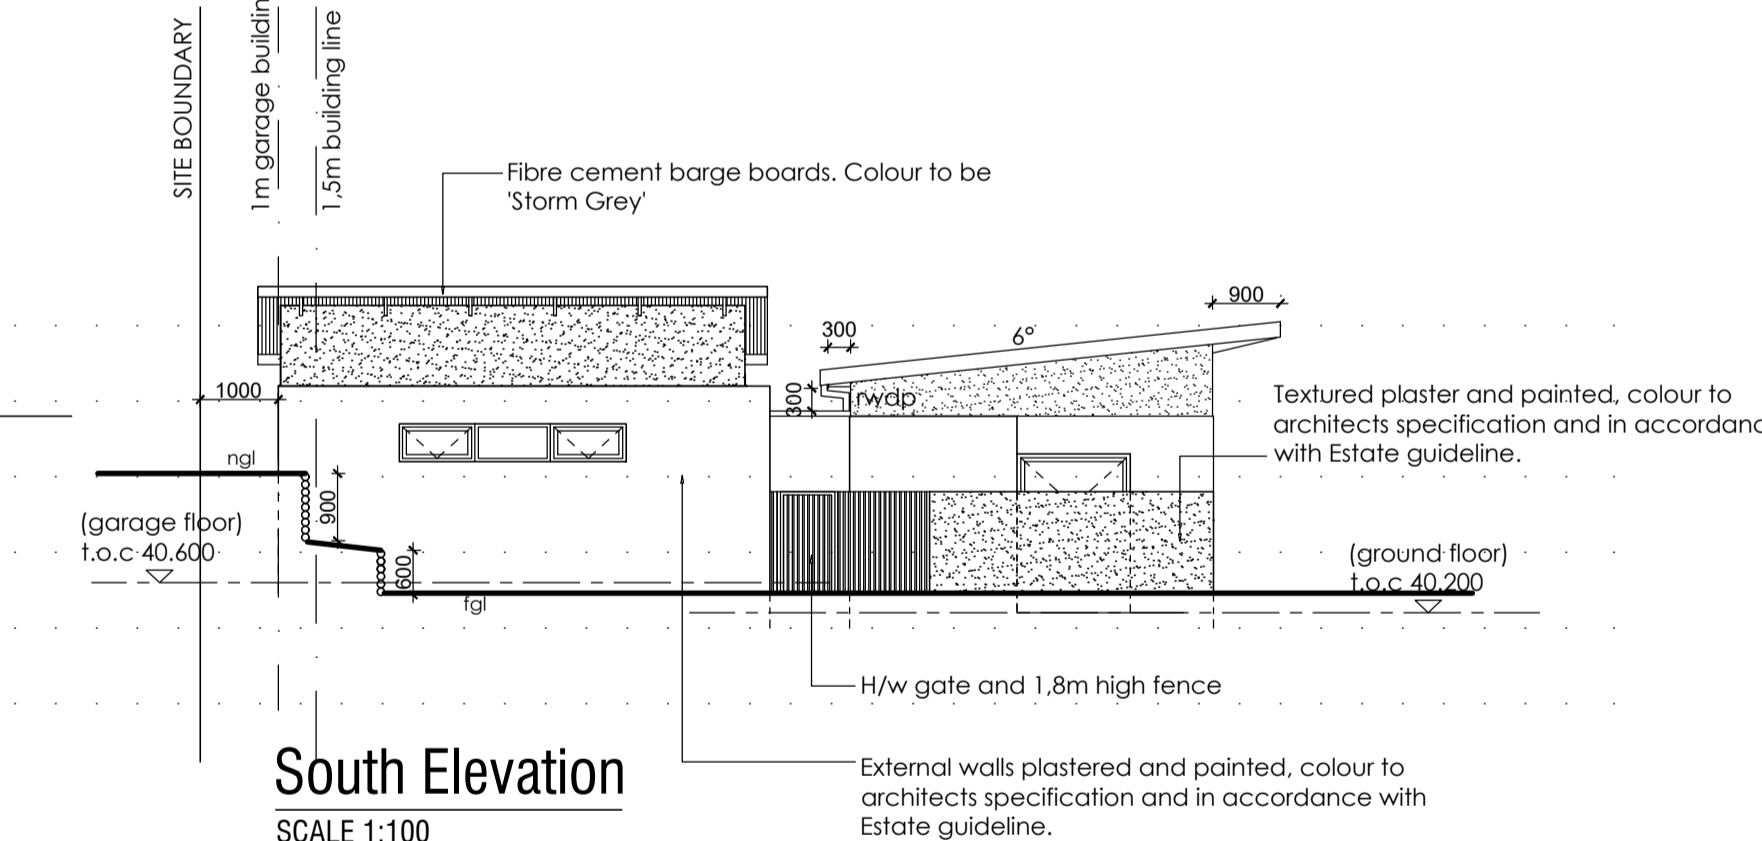 SITE BOUNDARY
1m garage buildin
1,5m building line
Fibre cement barge boards. Colour to be
'Storm Grey'
900
300
6°
1000
300
rwdp
Textured plaster and painted, colour to
architects specification and in accordanc
with Estate guideline.
ngl
900
(garage floor)
t.o.c 40.600
600
(ground floor)
t.o.c 40.200
fgl
H/w gate and 1,8m high fence
South Elevation
SCALE 1:100
External walls plastered and painted, colour to
architects specification and in accordance with
Estate guideline.